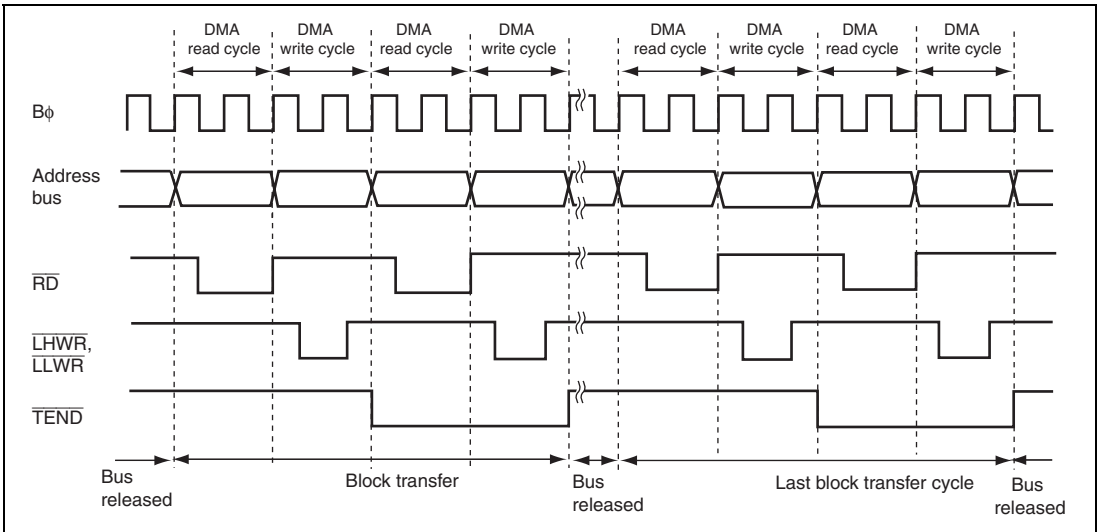 DMA read cycle
DMA write cycle
DMA read cycle
DMA write cycle
DMA read cycle
DMA write cycle
DMA read cycle
DMA write cycle
Bϕ
Address
bus
RD
LHWR,
LLWR
TEND
Bus
released
Block transfer
Bus
released
Last block transfer cycle
Bus
released